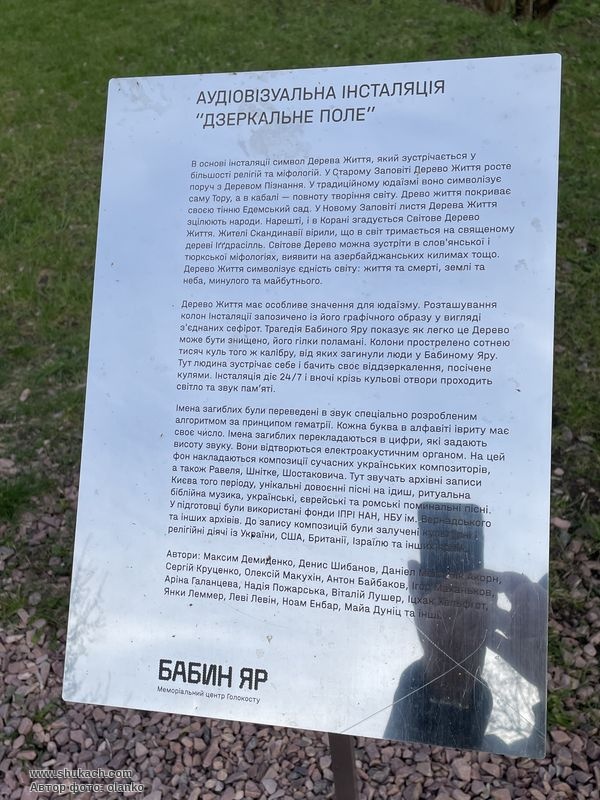 АУДІОВІЗУАЛЬНА ІНСТАЛЯЦІЯ
“ДЗЕРКАЛЬНЕ ПОЛЕ”
В основі інсталяції символ Дерева Життя, який зустрічається у
більшості релігій та міфологій. У Старому Заповіті Дерево Життя росте
поруч з Деревом Пізнання. У традиційному юдаїзмі воно символізує
саму Тору, а в кабалі — повноту творіння світу. Древо життя покриває
своєю тінню Едемський сад. У Новому Заповіті листя Дерева Життя
зцілюють народи. Нарешті, і в Корані згадується Світове Дерево
Життя. Жителі Скандинавії вірили, що в світ тримається на священному
дереві Іґґдрасілль. Світове Дерево можна зустріти в слов'янської і
тюркської міфологіях, виявити на азербайджанських килимах тощо.
Дерево Життя символізує єдність світу: життя та смерті, землі та
неба, минулого та майбутнього.
Дерево Життя має особливе значення для юдаїзму. Розташування
колон Інсталяції запозичено із його графічного образу у вигляді
з'єднаних сефірот. Трагедія Бабиного Яру показує як легко це Дерево
може бути знищено, його гілки поламані. Колони прострелено сотнею
тисяч куль того ж калібру, від яких загинули люди у Бабиному Яру.
Тут людина зустрічає себе і бачить своє віддзеркалення, посічене
кулями. Інсталяція діє 24/7 і вночі крізь кульові отвори проходить
світло та звук пам'яті.
Імена загиблих були переведені в звук спеціально розробленим
алгоритмом за принципом гематрії. Кожна буква в алфавіті івриту має
своє число. Імена загиблих перекладаються в цифри, які задають
висоту звуку. Вони відтворюється електроакустичним органом. На цей
фон накладаються композиції сучасних українських композиторів,
а також Равеля, Шнітке, Шостаковича. Тут звучать архівні записи
Києва того періоду, унікальні довоєнні пісні на ідиш, ритуальна
біблійна музика, українські, єврейські та ромські поминальні пісні.
У підготовці були використані фонди ІПРІ НАН, НБУ ім. Вернадського
та інших архівів. До запису композицій були залучені культурні і
релігійні діячі із України, США, Британії, Ізраїлю та інших країн.
Автори: Максим Демиденко, Денис Шибанов, Даніел
Сергій Круценко, Олексій Макухін, Антон Байбаков, Ігор Маханьков,
Аріна Галанцева, Надія Пожарська, Віталій Лушер, Іцхак
Янки Леммер, Леві Левін, Ноам Енбар, Майа Дуніц та інші.
БАБИН ЯР
Меморіальний центр Голокосту
www.shukach.com
Автор фото: olanko